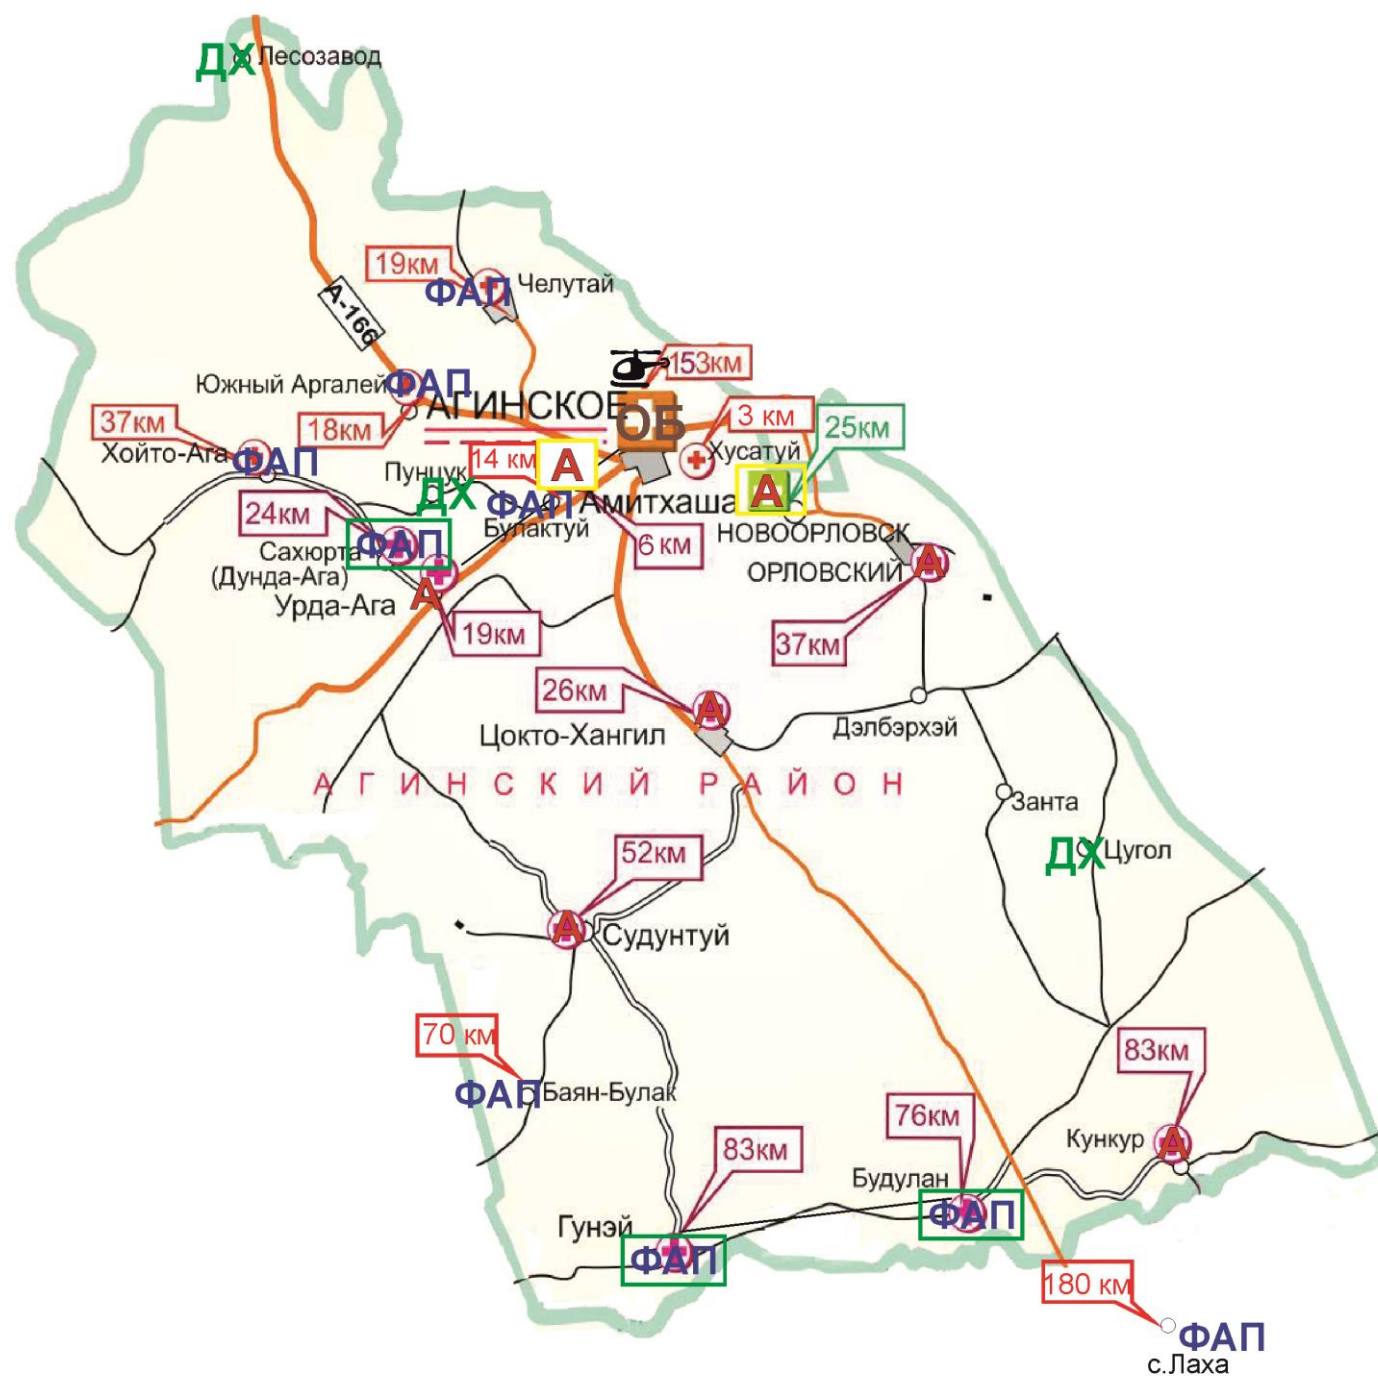 ДХ Лесозавод
19км
ФАП Челутай
А-166
153км
Южный Аргалей ФАП
АГИНСКОЕ
ОБ
37км
18км
3 км
25км
Хойто-Ага ФАП
14 км
А
Хусатуй
Пунцук
ДХ
ФАП
Амитхаша
А
24км
Булактуй
НОВООРЛОВСК
6 км
Сахюрта
ФАП
(Дунда-Ага)
ОРЛОВСКИЙ
А
Урда-Ага
А
19км
37км
26км
А
Цокто-Хангил
Дэлбэрхэй
АГИНСКИЙ РАЙОН
Занта
52км
ДХ Цугол
А
Судунтуй
70 км
83км
ФАП Баян-Булак
76км
Кункур
А
83км
Будулан
ФАП
Гунэй
ФАП
180 км
ФАП
с.Лаха